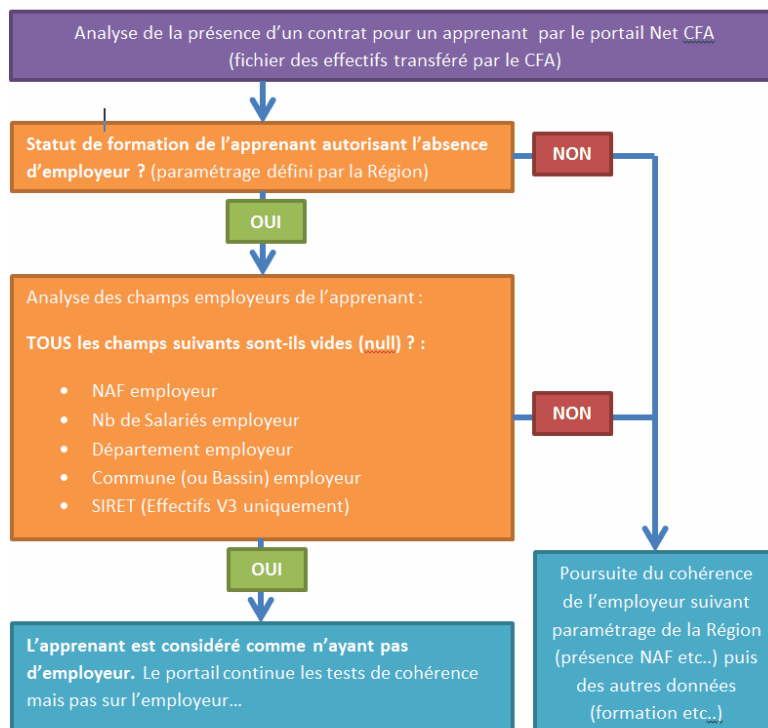 Analyse de la présence d'un contrat pour un apprenant par le portail Net CFA
(fichier des effectifs transféré par le CFA)
Statut de formation de l'apprenant autorisant l'absence
d'employeur ? (paramétrage défini par la Région)
NON
OUI
Analyse des champs employeurs de l'apprenant :
TOUS les champs suivants sont-ils vides (null) ? :
• NAF employeur
• Nb de Salariés employeur
• Département employeur
• Commune (ou Bassin) employeur
• SIRET (Effectifs V3 uniquement)
NON
OUI
L'apprenant est considéré comme n'ayant pas
d'employeur. Le portail continue les tests de cohérence
mais pas sur l'employeur…
Poursuite du cohérence
de l'employeur suivant
paramétrage de la Région
(présence NAF etc..) puis
des autres données
(formation etc..)